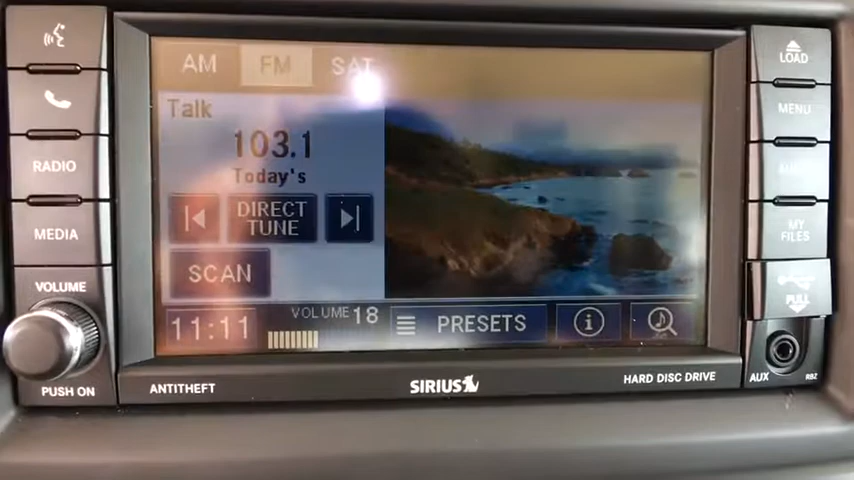 LOAD
AM FM SAT
MENU
Talk
103.1
RADIO
Today's
DIRECT
TUNE
MEDIA
MY
FILES
SCAN
VOLUME
PULL
11:11
VOLUME 18
PRESETS
PUSH ON
ANTITHEFT
SIRIUS
HARD DISC DRIVE
AUX
RBZ